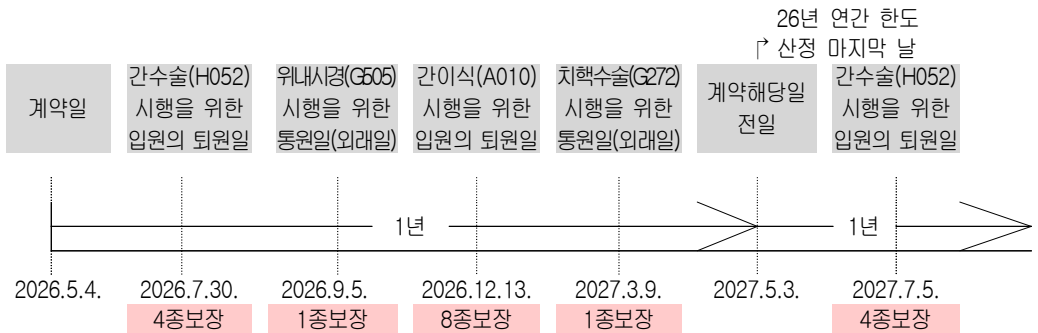 26년 연간 한도
┌→ 산정 마지막 날
계약일
간수술(H052)
시행을 위한
입원의 퇴원일
위내시경(G505)
시행을 위한
통원일(외래일)
간이식(A010)
시행을 위한
입원의 퇴원일
치핵수술(G272)
시행을 위한
통원일(외래일)
계약해당일
전일
간수술(H052)
시행을 위한
입원의 퇴원일
1년
1년
2026.5.4.
2026.7.30.
2026.9.5.
2026.12.13.
2027.3.9.
2027.5.3.
2027.7.5.
4종보장
1종보장
8종보장
1종보장
4종보장